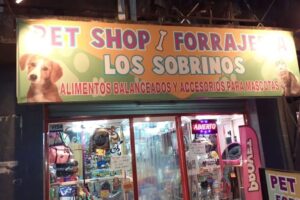 PET SHOP / FORRAJERIA
LOS SOBRINOS
ALIMENTOS BALANCEADOS Y ACCESORIOS PARA MASCOTAS
ABIERTO
PET